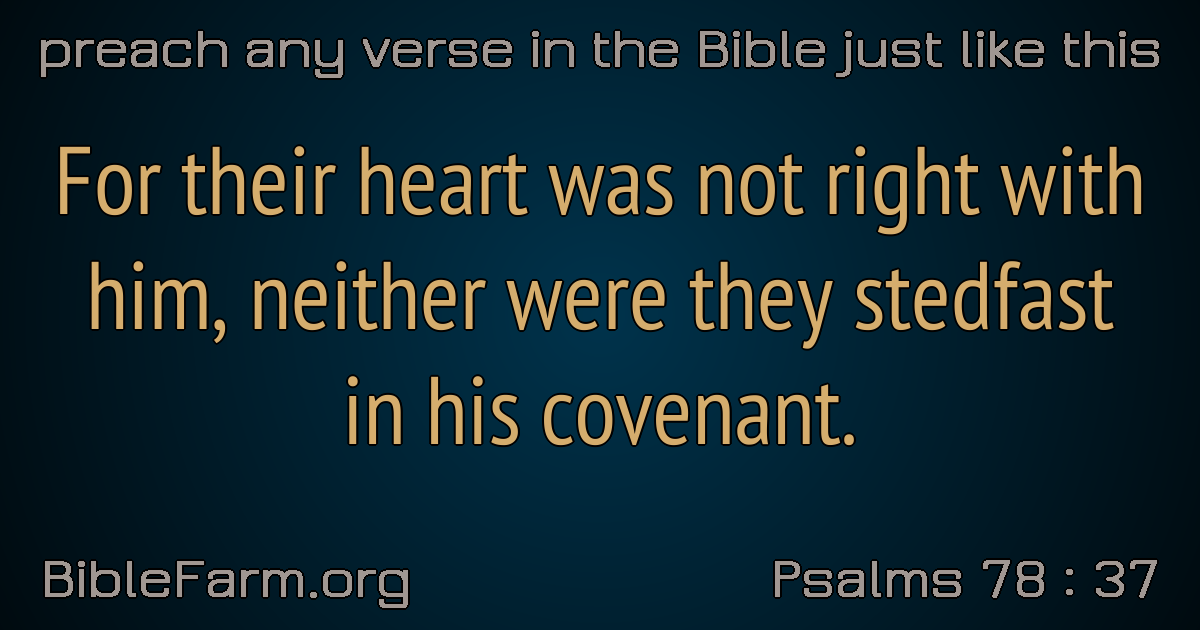 preach any verse in the Bible just like this
For their heart was not right with
him, neither were they stedfast
in his covenant.
BibleFarm.org
Psalms 78 : 37